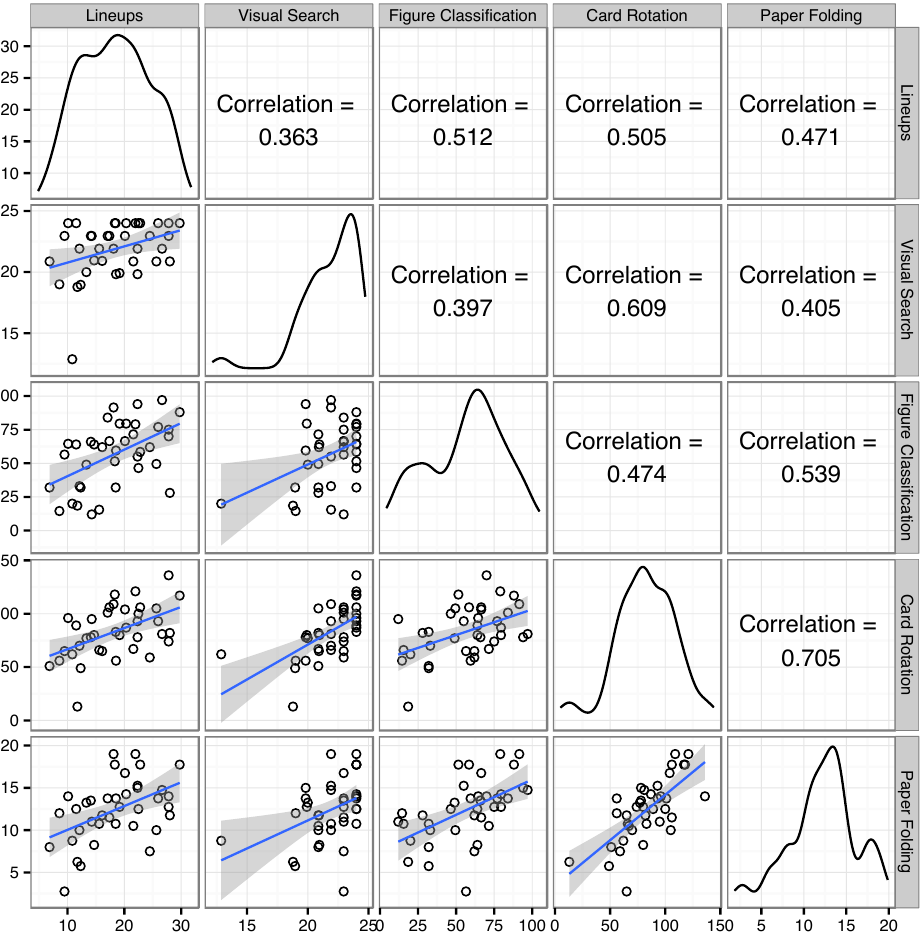 Lineups Visual Search Figure Classification Card Rotation Paper Folding
30
25
20
15
10
Correlation =
0.363
Correlation =
0.512
Correlation =
0.505
Correlation =
0.471
Lineups
25
20
15
Correlation =
0.397
Correlation =
0.609
Correlation =
0.405
Visual Search
00
75
50
25
0
Correlation =
0.474
Correlation =
0.539
Figure Classification
50
00
50
0
Correlation =
0.705
Card Rotation
20
15
10
5
Paper Folding
10 20 30 15 20 25 0 25 50 75 100 0 50 100 150 5 10 15 20